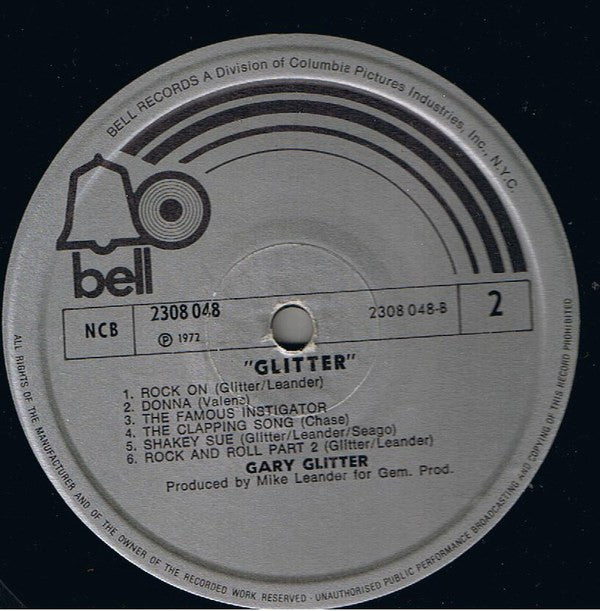 BELL RECORDS A Division of Columbia Pictures Industries, Inc., N.Y.C.
bell
NCB
2308 048
℗ 1972
2308 048-B
2
"GLITTER"
1. ROCK ON (Glitter/Leander)
2. DONNA (Valens)
3. THE FAMOUS INSTIGATOR
4. THE CLAPPING SONG (Chase)
5. SHAKEY SUE (Glitter/Leander/Seago)
6. ROCK AND ROLL PART 2 (Glitter/Leander)
GARY GLITTER
Produced by Mike Leander for Gem. Prod.
ALL RIGHTS OF THE MANUFACTURER AND OF THE OWNER OF THE RECORDED WORK RESERVED - UNAUTHORISED PUBLIC PERFORMANCE BROADCASTING AND COPYING OF THIS RECORD PROHIBITED